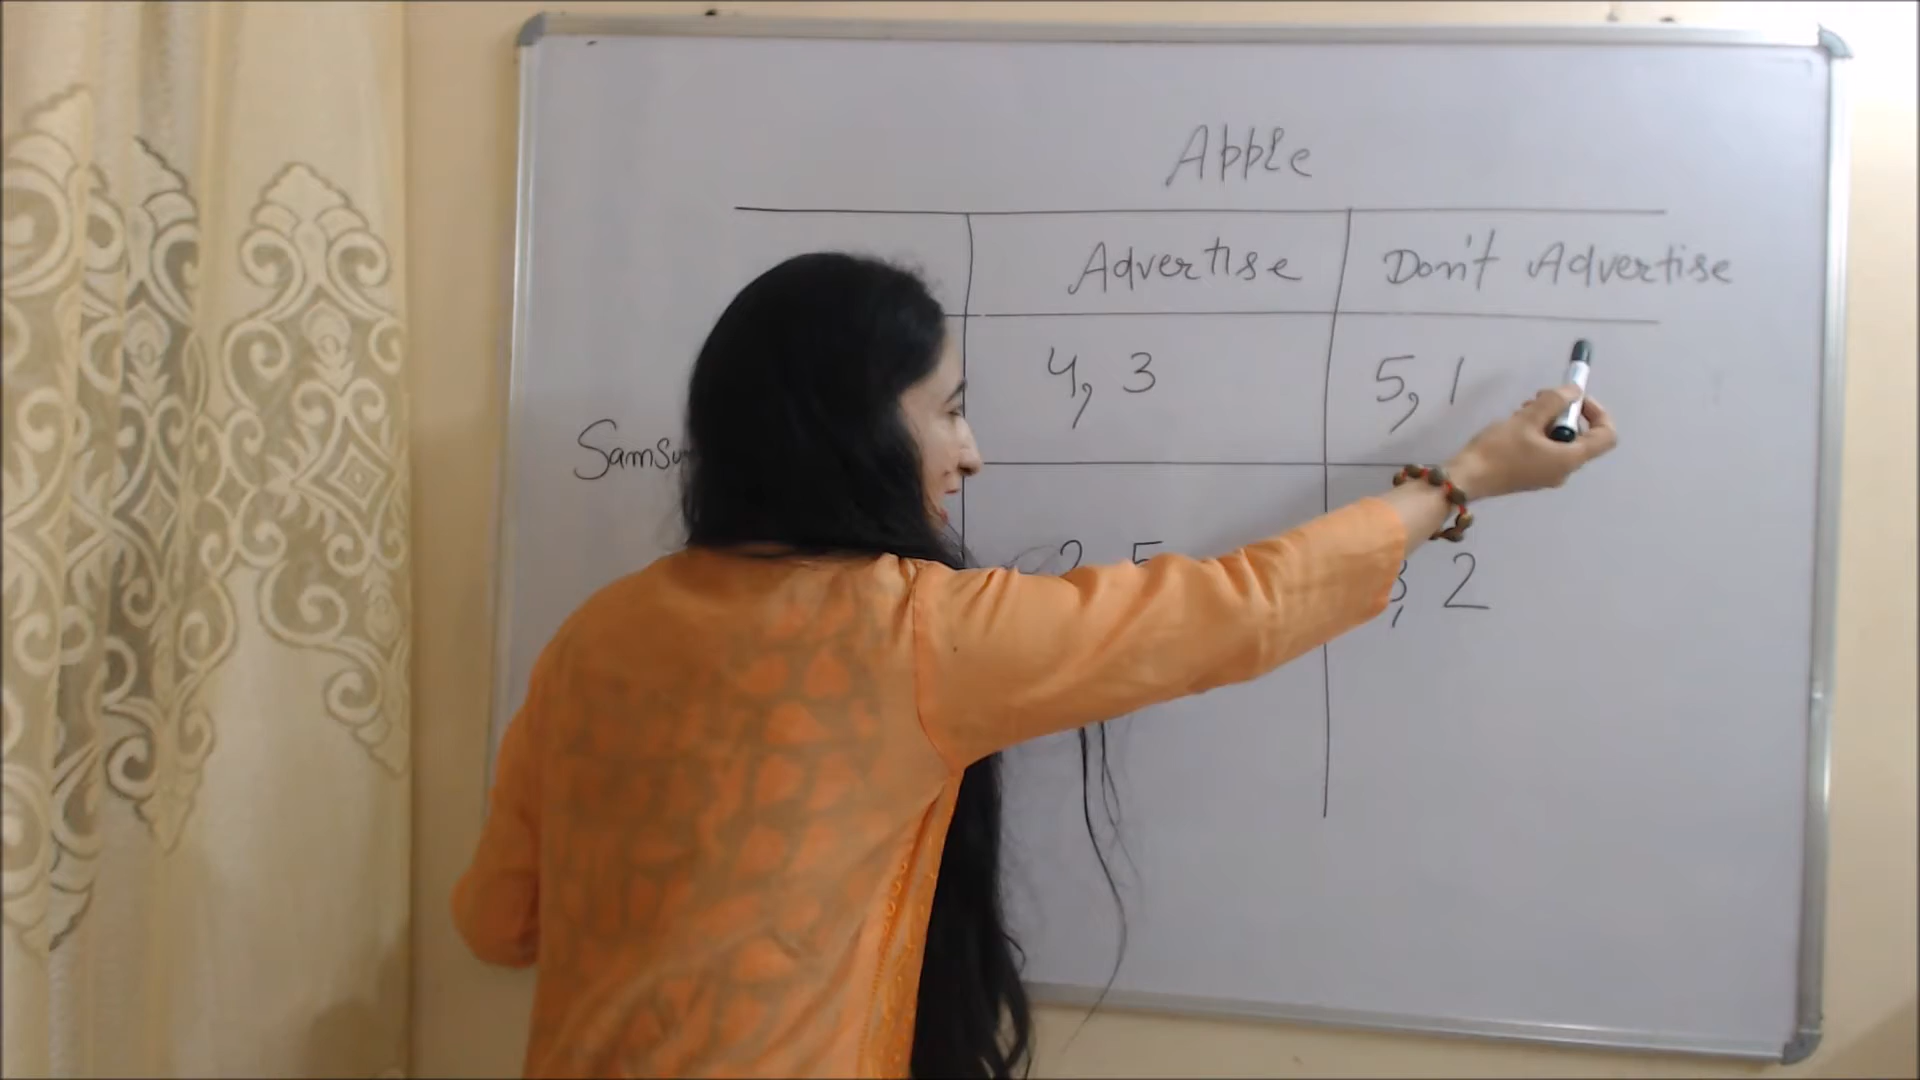 Apple
Advertise Don't Advertise
4, 3 5, 1
Samsu
2 5 3, 2